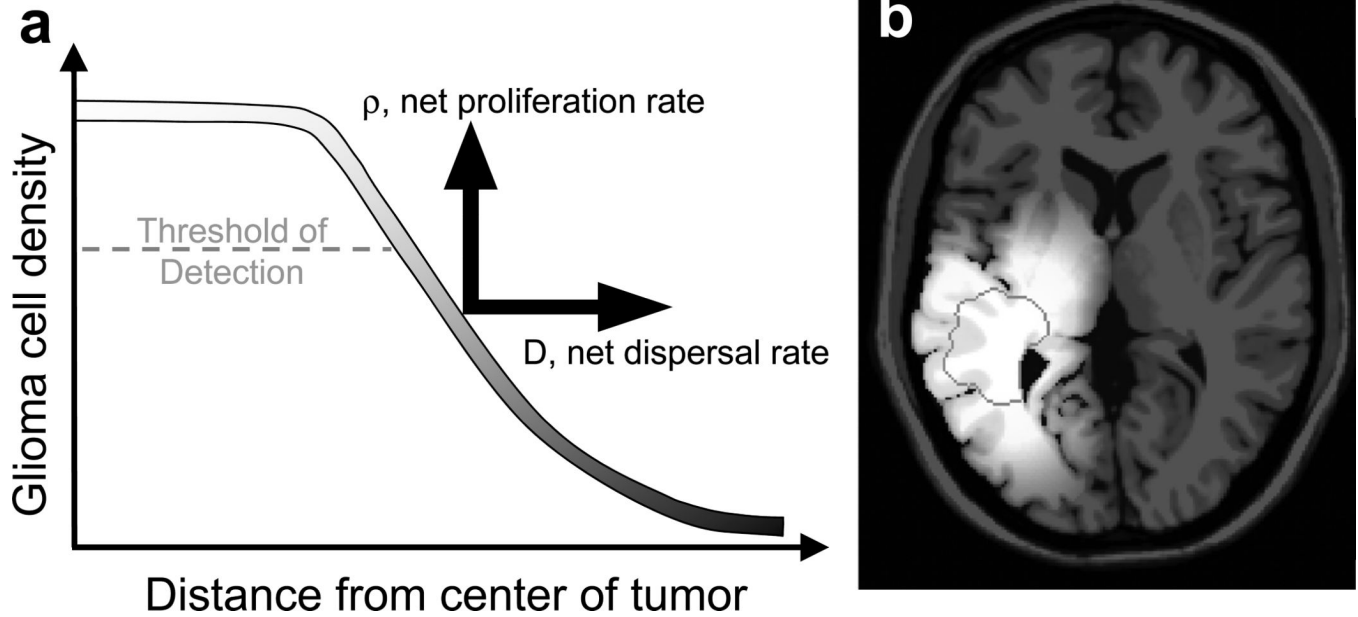 a
ρ, net proliferation rate
Glioma cell density
Threshold of
Detection
D, net dispersal rate
Distance from center of tumor
b